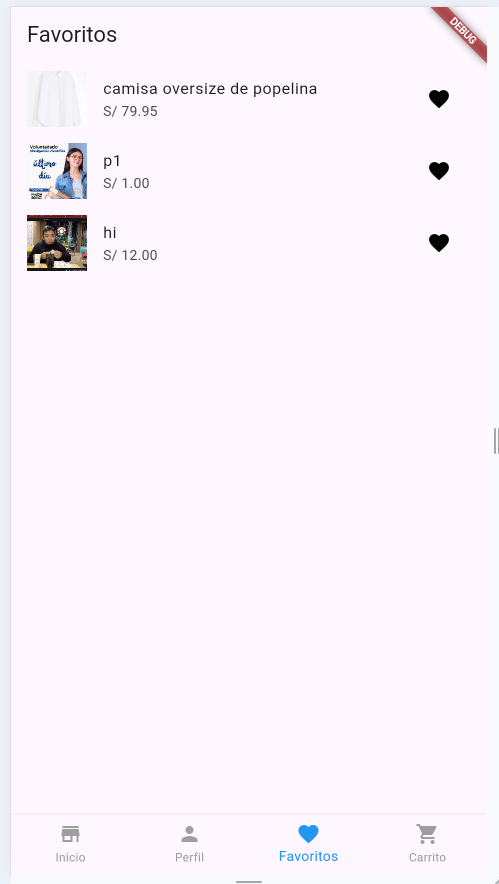 Favoritos
DEBUG
camisa oversize de popelina
S/ 79.95
Voluntariado
último
día
p1
S/ 1.00
hi
S/ 12.00
Inicio
Perfil
Favoritos
Carrito